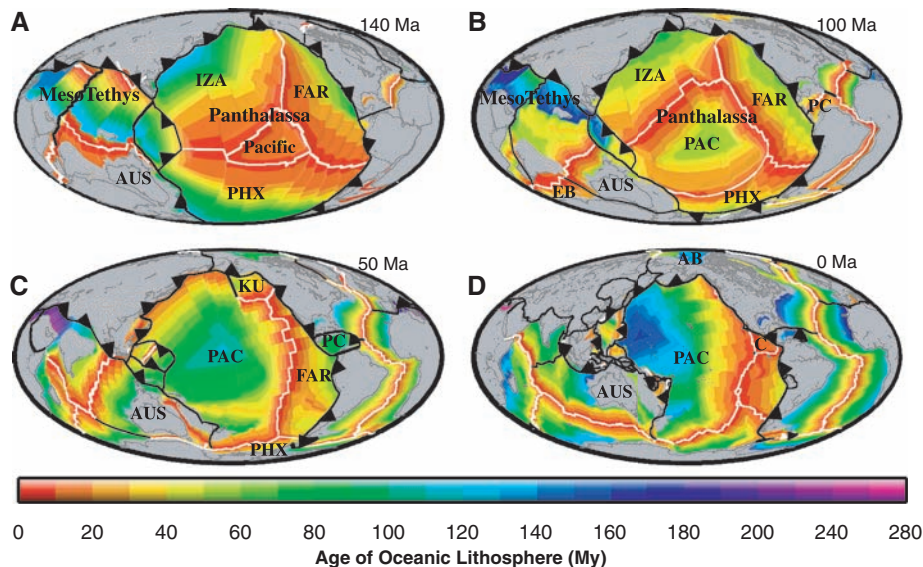 A
140 Ma
IZA
FAR
MesoTethys
Panthalassa
Pacific
AUS
PHX
B
100 Ma
IZA
FAR
MesoTethys
PC
Panthalassa
PAC
EB
AUS
PHX
C
50 Ma
KU
PC
PAC
FAR
AUS
PHX
D
0 Ma
AB
C
PAC
AUS
0 20 40 60 80 100 120 140 160 180 200 220 240 260 280
Age of Oceanic Lithosphere (My)